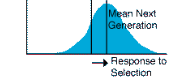 Mean Next
Generation
Response to
Selection